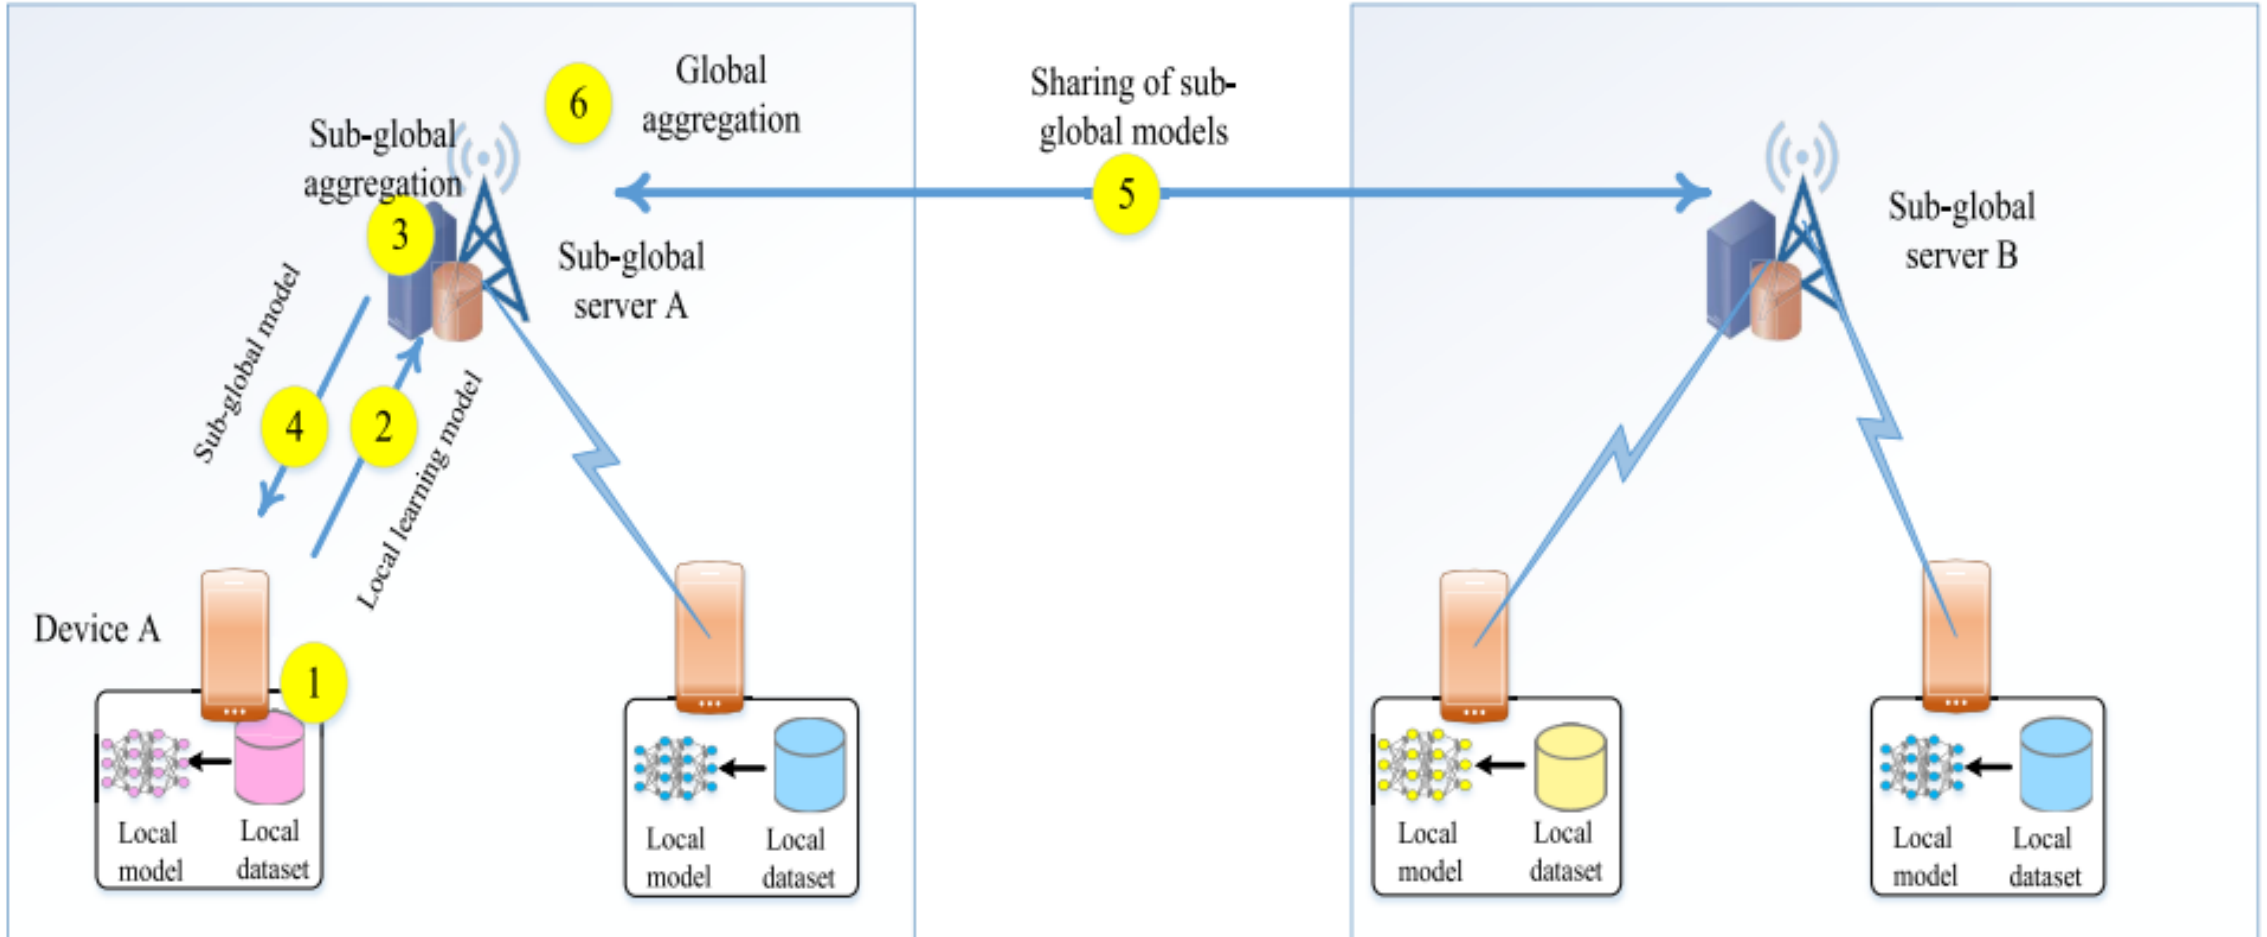 6
Global
aggregation
Sub-global
aggregation
3
Sub-global
server A
Sub-global model
4
2
Local learning model
Device A
1
Local
model
Local
dataset
Local
model
Local
dataset
Sharing of sub-
global models
5
Sub-global
server B
Local
model
Local
dataset
Local
model
Local
dataset